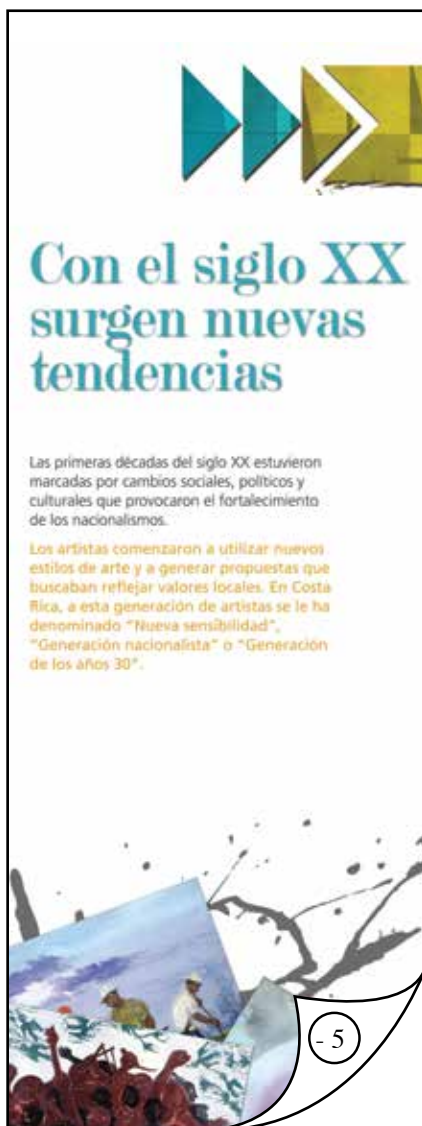 Con el siglo XX
surgen nuevas
tendencias
Las primeras décadas del siglo XX estuvieron
marcadas por cambios sociales, políticos y
culturales que provocaron el fortalecimiento
de los nacionalismos.
Los artistas comenzaron a utilizar nuevos
estilos de arte y a generar propuestas que
buscaban reflejar valores locales. En Costa
Rica, a esta generación de artistas se le ha
denominado "Nueva sensibilidad",
"Generación nacionalista" o "Generación
de los años 30".
- 5